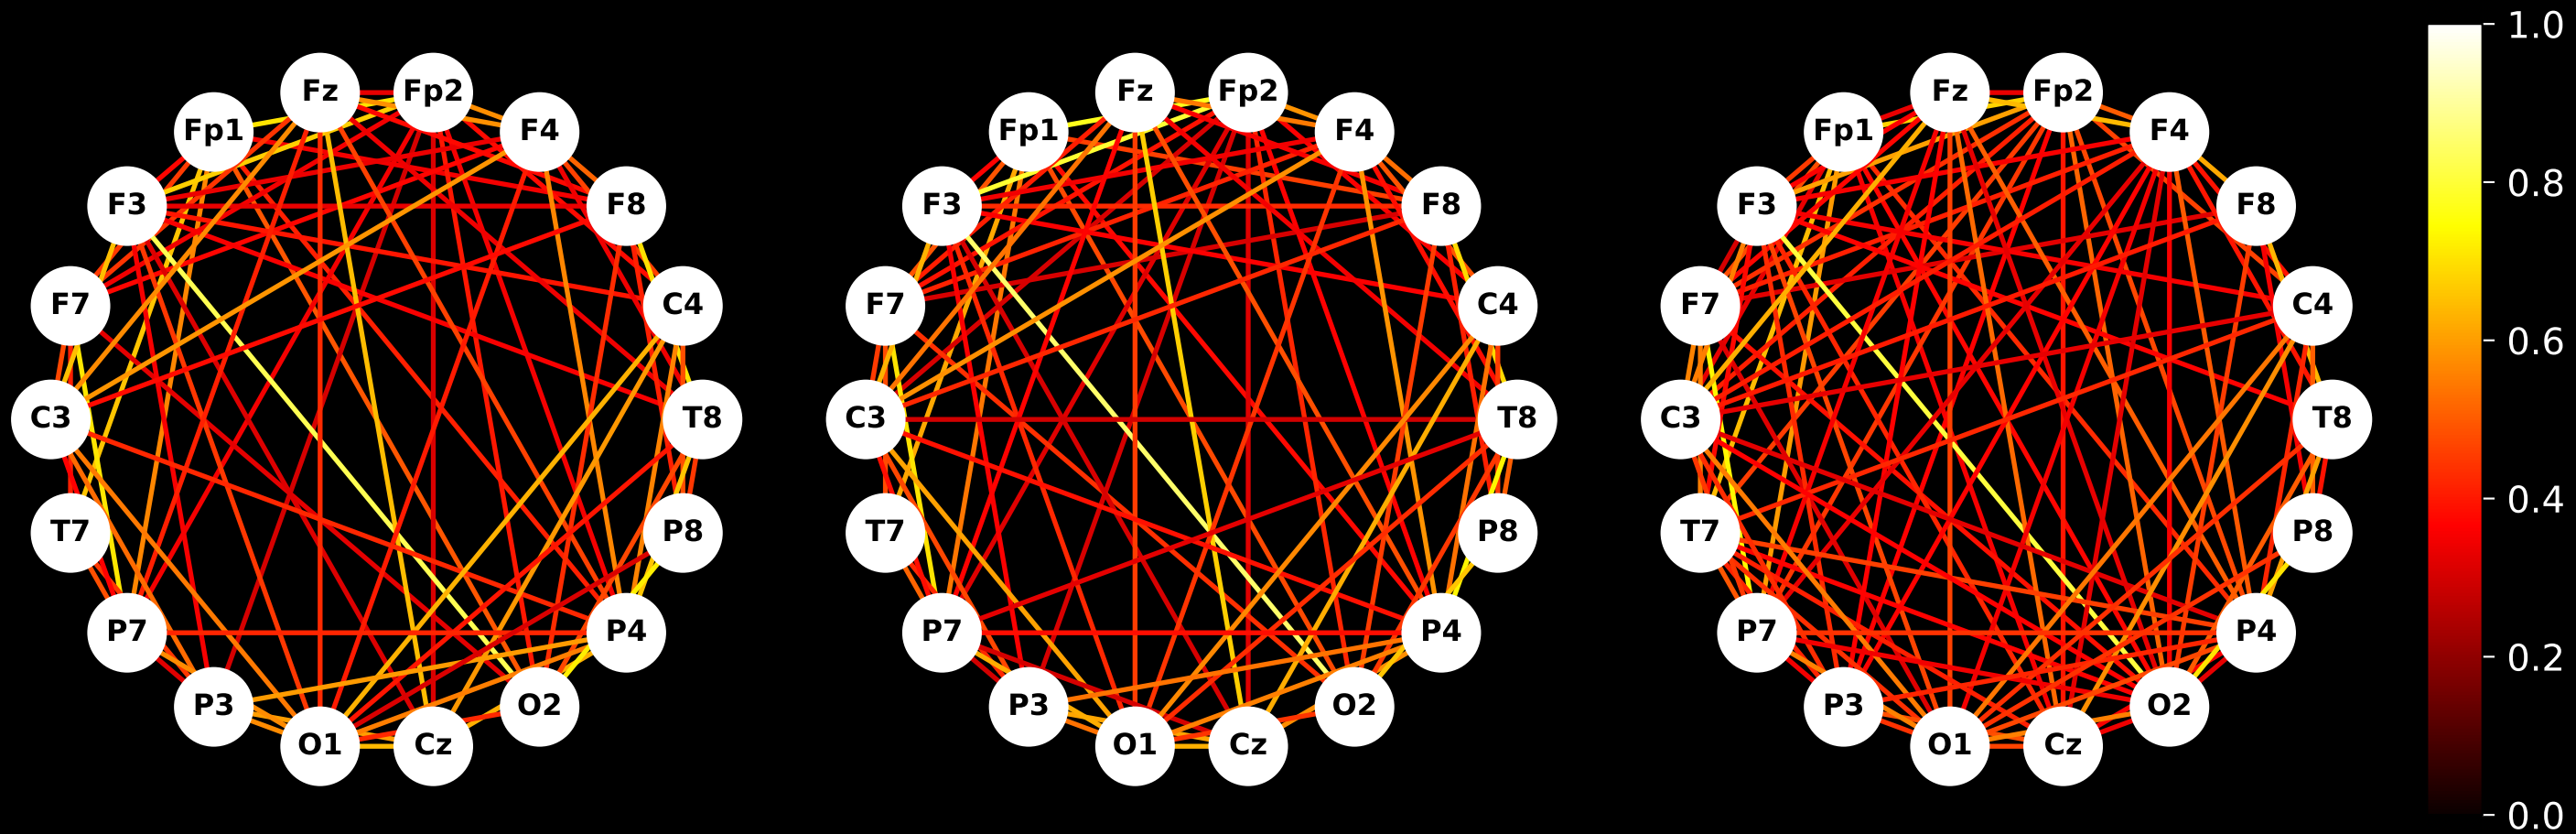 Fz Fp2 Fz Fp2 Fz Fp2 1.0
Fp1 F4 Fp1 F4 Fp1 F4
F3 F8 F3 F8 F3 F8 0.8
F7 C4 F7 C4 F7 C4 0.6
C3 T8 C3 T8 C3 T8
T7 P8 T7 P8 T7 P8 0.4
P7 P4 P7 P4 P7 P4 0.2
P3 O2 P3 O2 P3 O2
O1 Cz O1 Cz O1 Cz
0.0